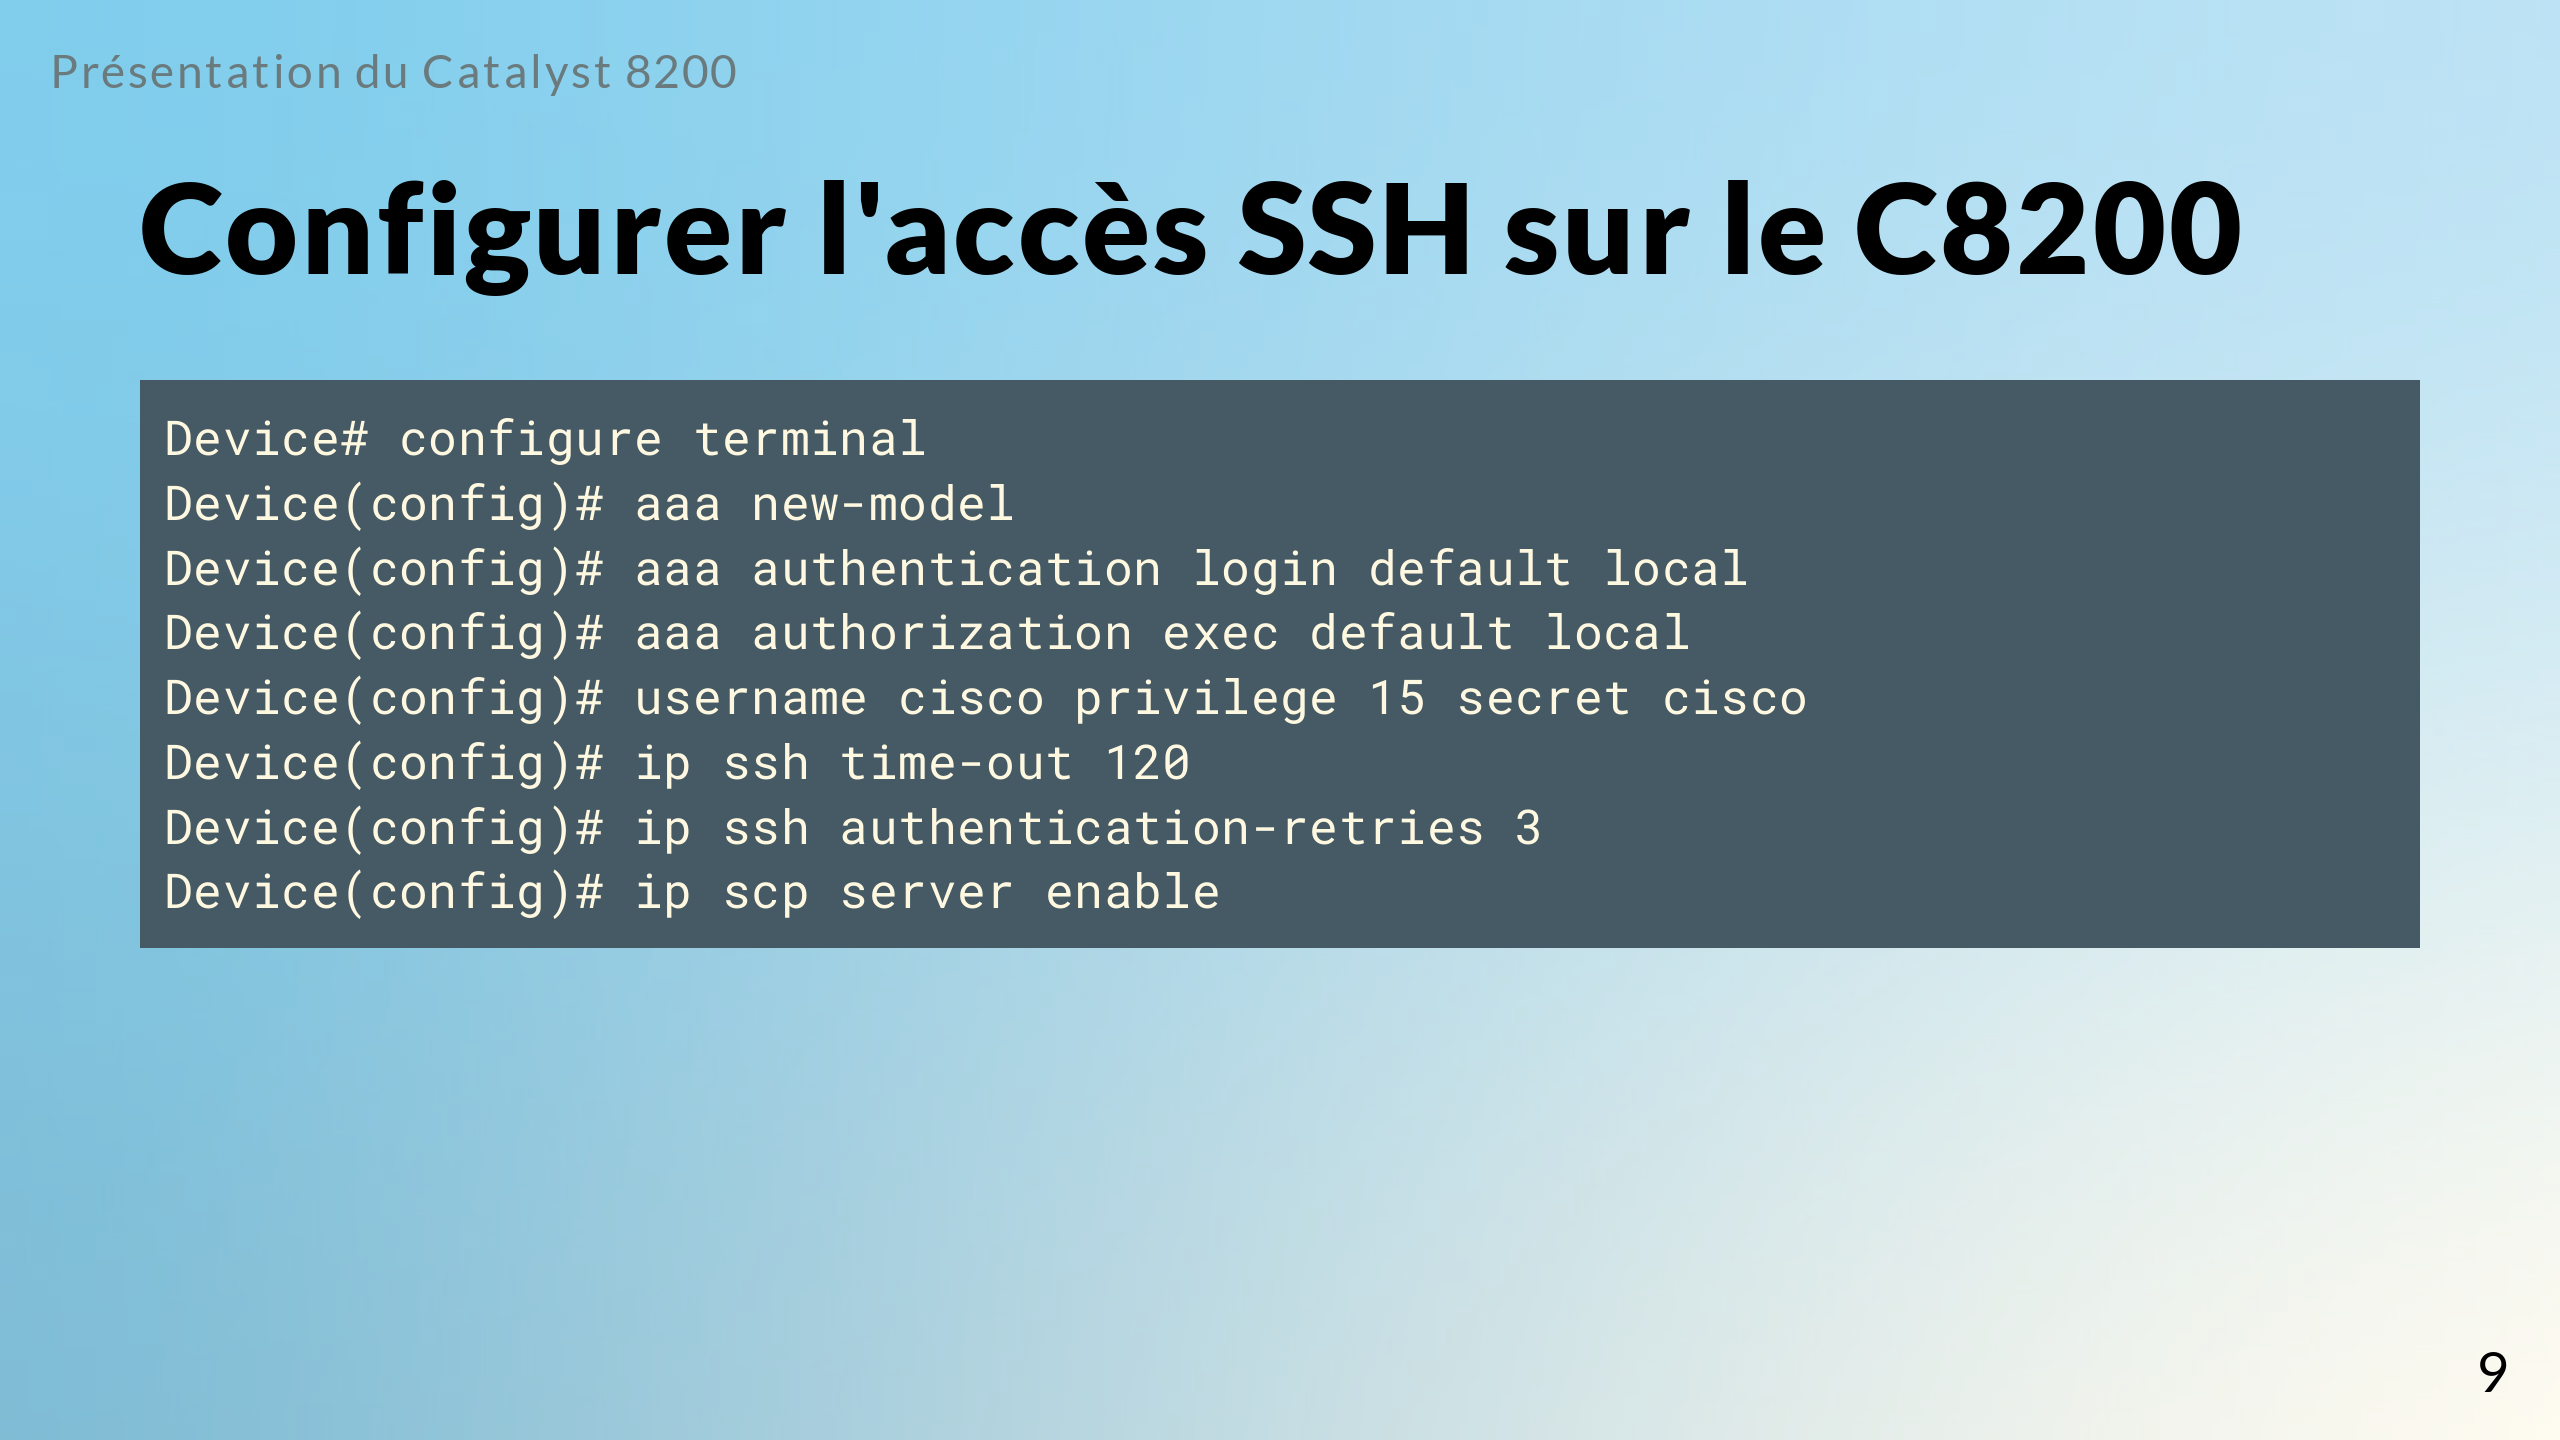 Présentation du Catalyst 8200
Configurer l'accès SSH sur le C8200
Device# configure terminal
Device(config)# aaa new-model
Device(config)# aaa authentication login default local
Device(config)# aaa authorization exec default local
Device(config)# username cisco privilege 15 secret cisco
Device(config)# ip ssh time-out 120
Device(config)# ip ssh authentication-retries 3
Device(config)# ip scp server enable
9